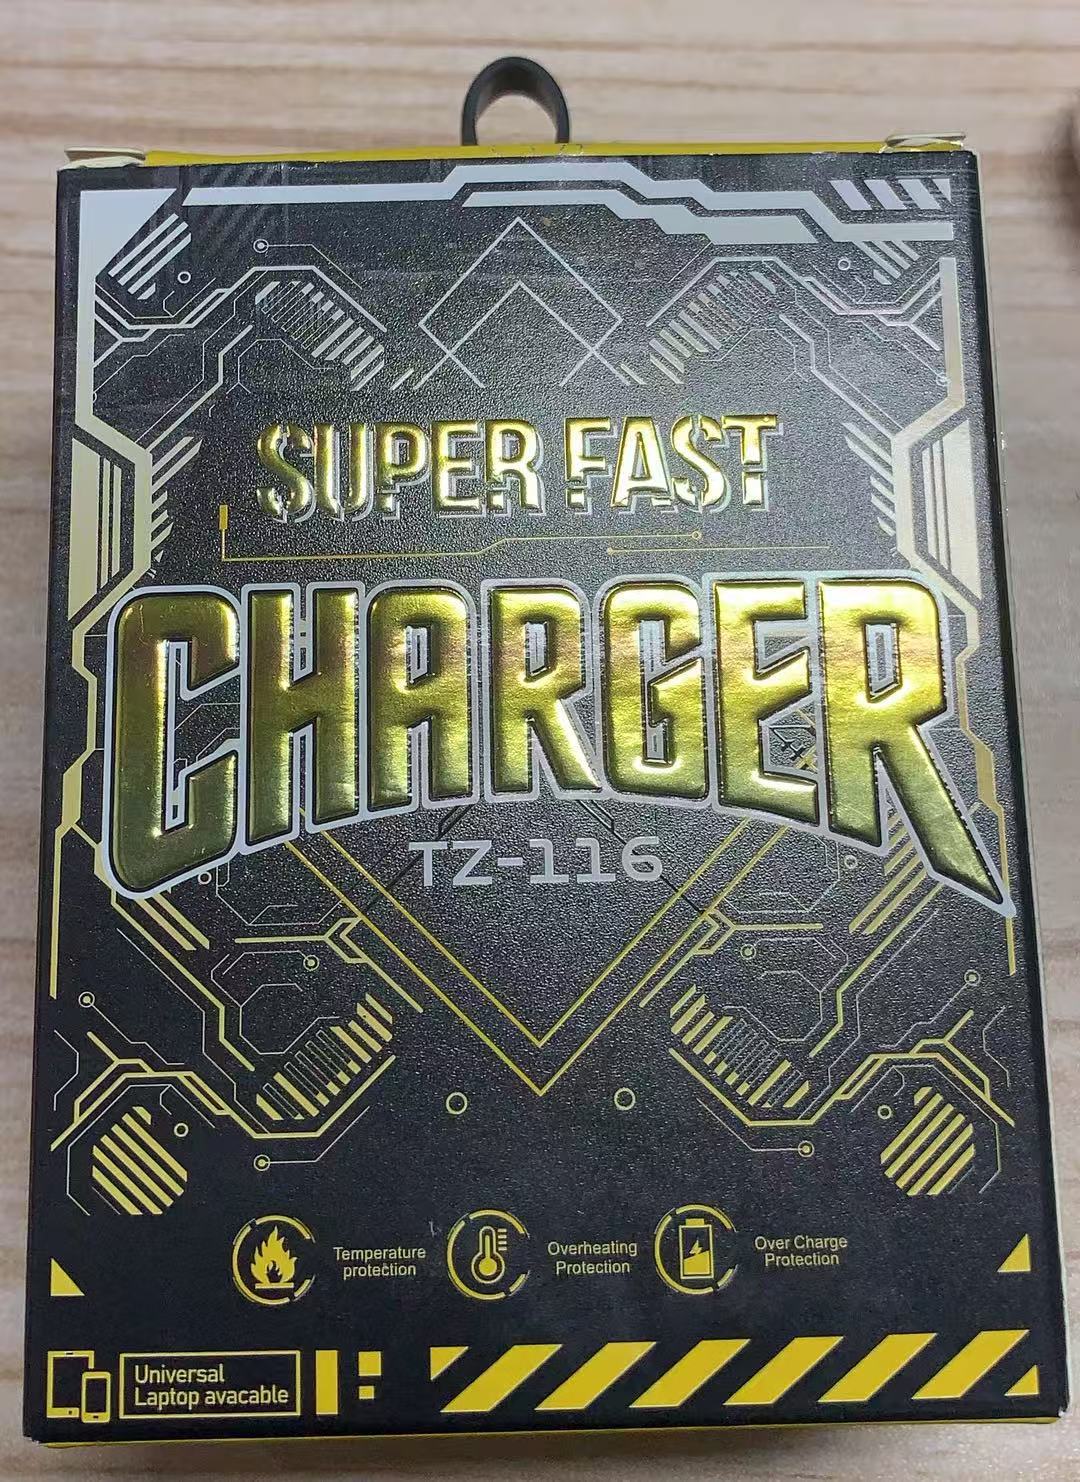 SUPER FAST
CHARGER
TZ-116
Temperature
protection
Overheating
Protection
Over Charge
Protection
Universal
Laptop avacable